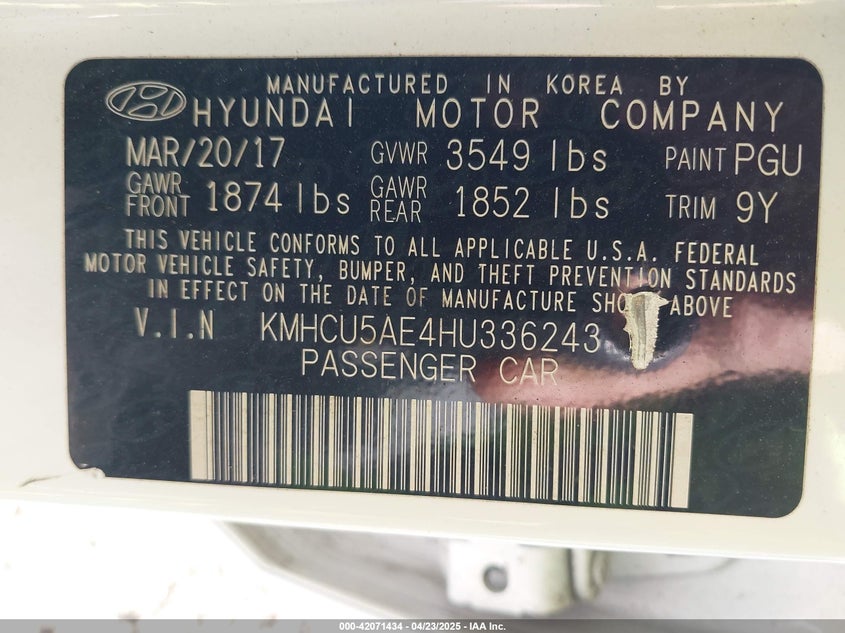 MANUFACTURED IN KOREA BY
HYUNDAI MOTOR COMPANY
MAR/20/17 GVWR 3549 lbs PAINT PGU
GAWR FRONT 1874 lbs GAWR REAR 1852 lbs TRIM 9Y
THIS VEHICLE CONFORMS TO ALL APPLICABLE U.S.A. FEDERAL
MOTOR VEHICLE SAFETY, BUMPER, AND THEFT PREVENTION STANDARDS
IN EFFECT ON THE DATE OF MANUFACTURE ABOVE
V.I.N KMHCU5AE4HU336243
PASSENGER CAR
000-42071434 - 04/23/2025 - IAA Inc.